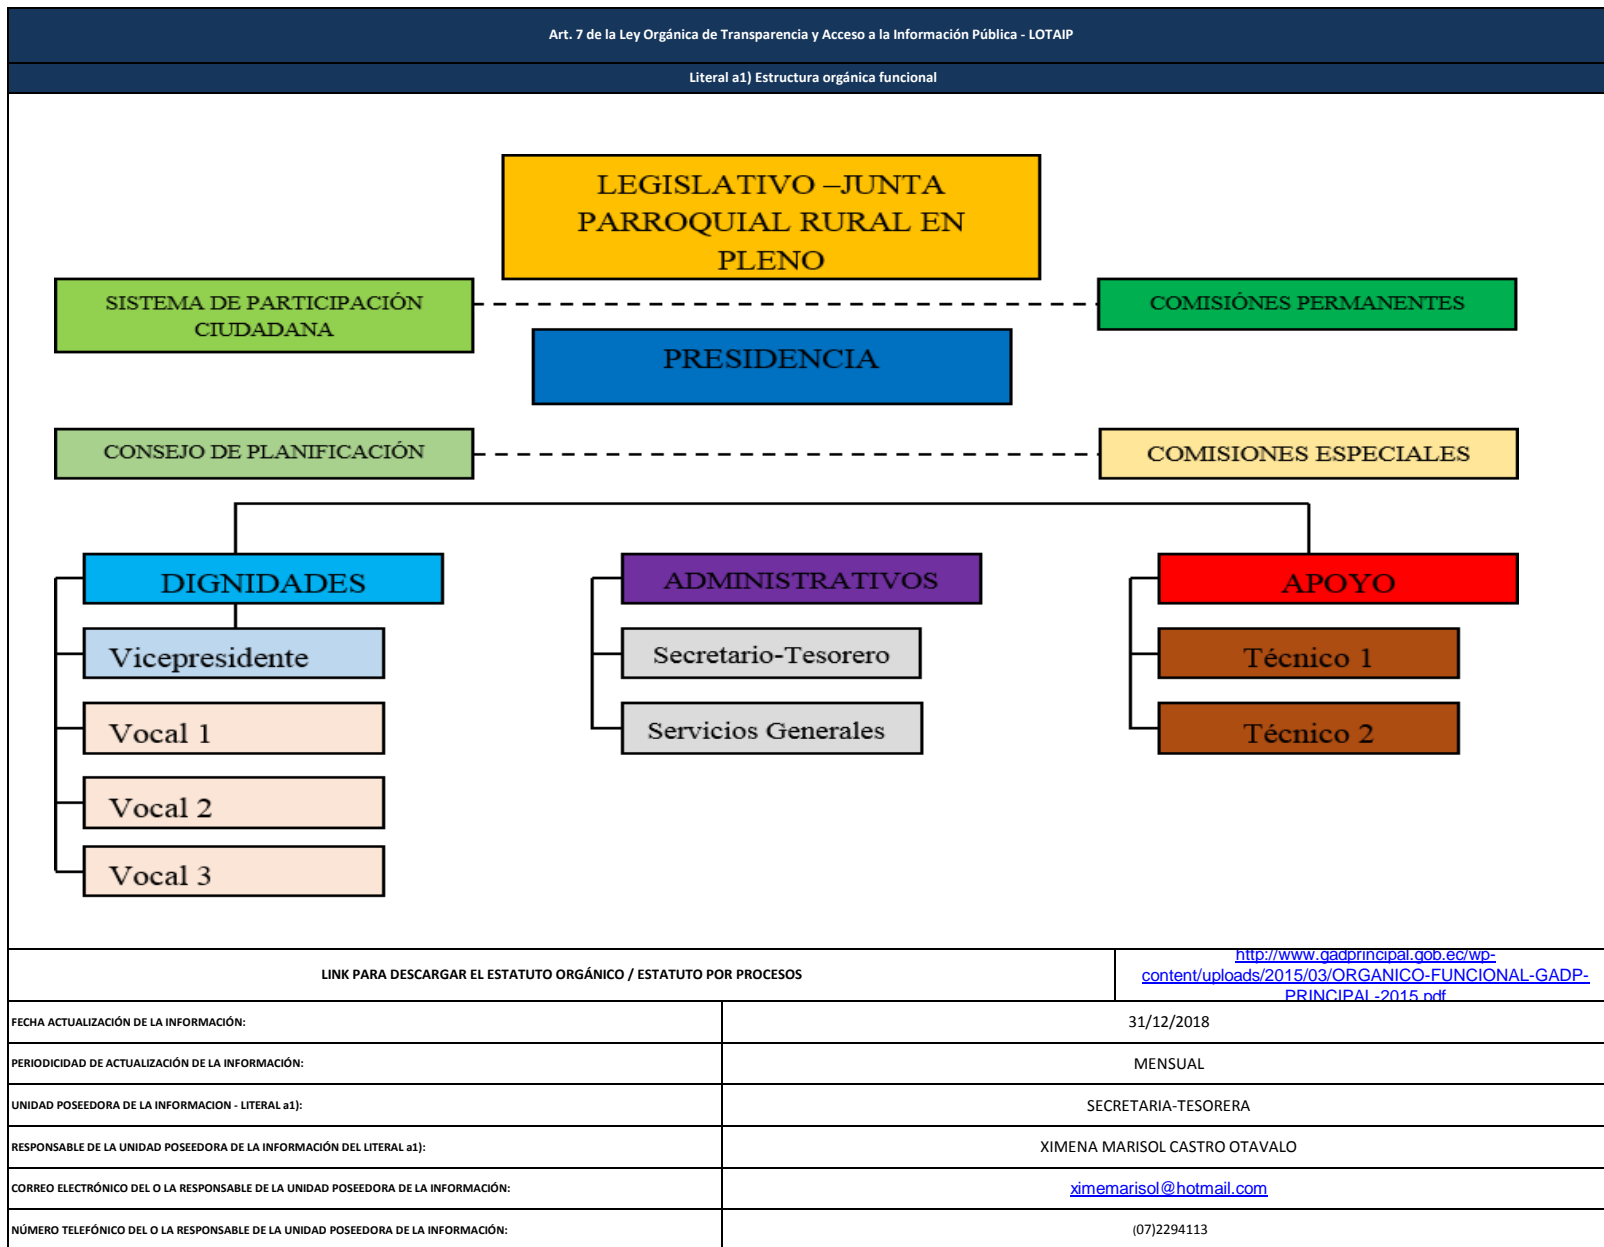 Art. 7 de la Ley Orgánica de Transparencia y Acceso a la Información Pública - LOTAIP
Literal a1) Estructura orgánica funcional
LEGISLATIVO –JUNTA
PARROQUIAL RURAL EN
PLENO
SISTEMA DE PARTICIPACIÓN
CIUDADANA
COMISIÓNES PERMANENTES
PRESIDENCIA
CONSEJO DE PLANIFICACIÓN
COMISIONES ESPECIALES
DIGNIDADES
ADMINISTRATIVOS
APOYO
Vicepresidente
Secretario-Tesorero
Técnico 1
Vocal 1
Servicios Generales
Técnico 2
Vocal 2
Vocal 3
LINK PARA DESCARGAR EL ESTATUTO ORGÁNICO / ESTATUTO POR PROCESOS
http://www.gadprincipal.gob.ec/wp-
content/uploads/2015/03/ORGANICO-FUNCIONAL-GADP-
PRINCIPAL-2015.pdf
FECHA ACTUALIZACIÓN DE LA INFORMACIÓN:
31/12/2018
PERIODICIDAD DE ACTUALIZACIÓN DE LA INFORMACIÓN:
MENSUAL
UNIDAD POSEEDORA DE LA INFORMACION - LITERAL a1):
SECRETARIA-TESORERA
RESPONSABLE DE LA UNIDAD POSEEDORA DE LA INFORMACIÓN DEL LITERAL a1):
XIMENA MARISOL CASTRO OTAVALO
CORREO ELECTRÓNICO DEL O LA RESPONSABLE DE LA UNIDAD POSEEDORA DE LA INFORMACIÓN:
ximemarisol@hotmail.com
NÚMERO TELEFÓNICO DEL O LA RESPONSABLE DE LA UNIDAD POSEEDORA DE LA INFORMACIÓN:
(07)2294113